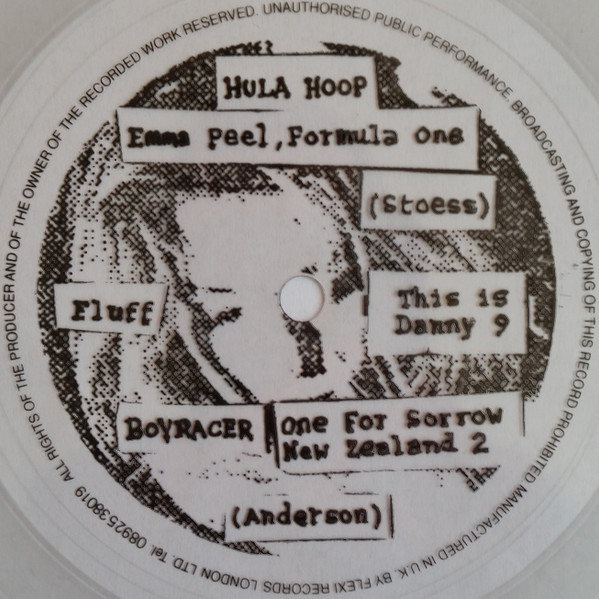 HULA HOOP
Emma Peel, Formula One
(Stoess)
Fluff
This is
Danny 9
BOYRACER
One For Sorrow
New Zealand 2
(Anderson)
ALL RIGHTS OF THE PRODUCER AND OF THE OWNER OF THE RECORDED WORK RESERVED. UNAUTHORISED PUBLIC PERFORMANCE. BROADCASTING AND COPYING OF THIS RECORD PROHIBITED MANUFACTURED IN U.K. BY FLEXI RECORDS LONDON LTD. Tel. 0892539019